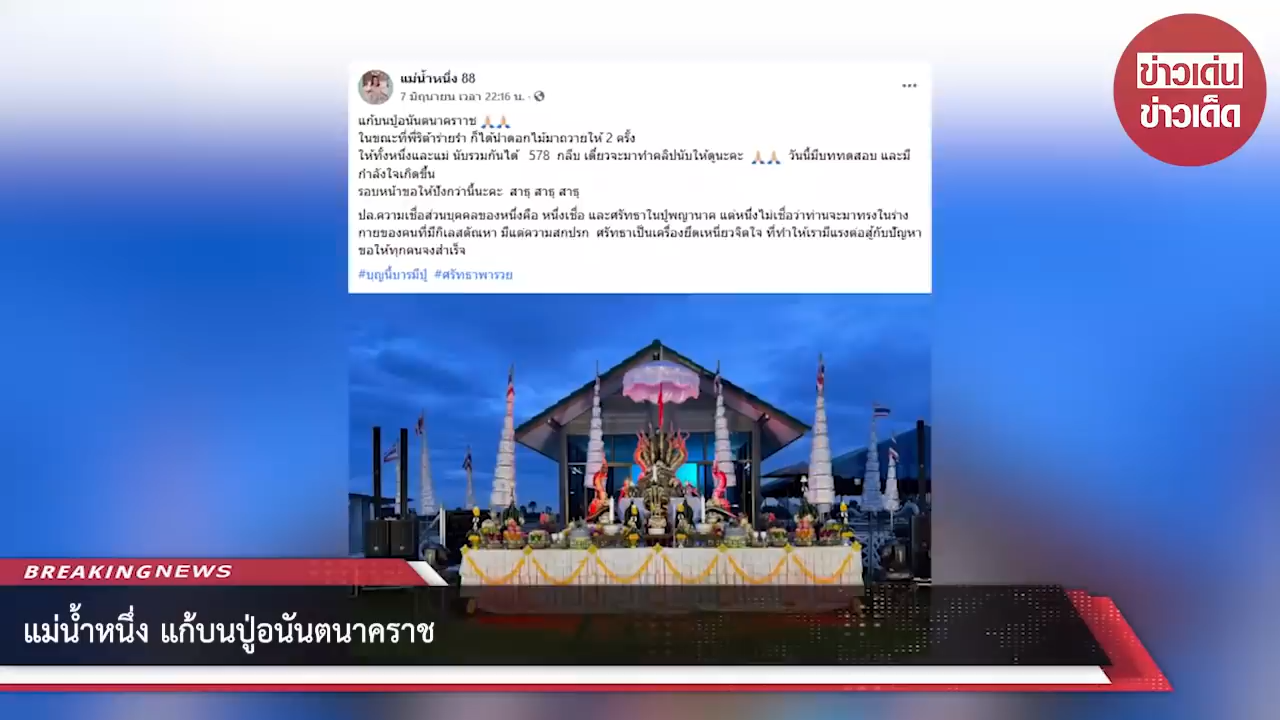 ข่าวเด่น
ข่าวเด็ด
แม่น้ำหนึ่ง 88
7 มิถุนายน เวลา 22:16 น. ·
แก้บนปู่อนันตนาคราาช 🙏🏻🙏🏻
ในขณะที่พี่ริต้าร่ายรำ ก็ได้นำดอกไม้มาถวายให้ 2 ครั้ง
ให้ทั้งหนึ่งและแม่ นับรวมกันได้ 578 กลีบ เดี๋ยวจะมาทำคลิปนับให้ดูนะคะ 🙏🏻🙏🏻 วันนี้มีบททดสอบ และมี
กำลังใจเกิดขึ้น
รอบหน้าขอให้ปังกว่านี้นะคะ สาธุ สาธุ สาธุ
ปล.ความเชื่อส่วนบุคคลของหนึ่งคือ หนึ่งเชื่อ และศรัทธาในปู่พญานาค แต่หนึ่งไม่เชื่อว่าท่านจะมาทรงในร่าง
กายของคนที่มีกิเลสตัณหา มีแต่ความสกปรก ศรัทธาเป็นเครื่องยึดเหนี่ยวจิตใจ ที่ทำให้เรามีแรงต่อสู้กับปัญหา
ขอให้ทุกคนจงสำเร็จ
#บุญนี้บารมีปู่ #ศรัทธาพารวย
BREAKING NEWS
แม่น้ำหนึ่ง แก้บนปู่อนันตนาคราช